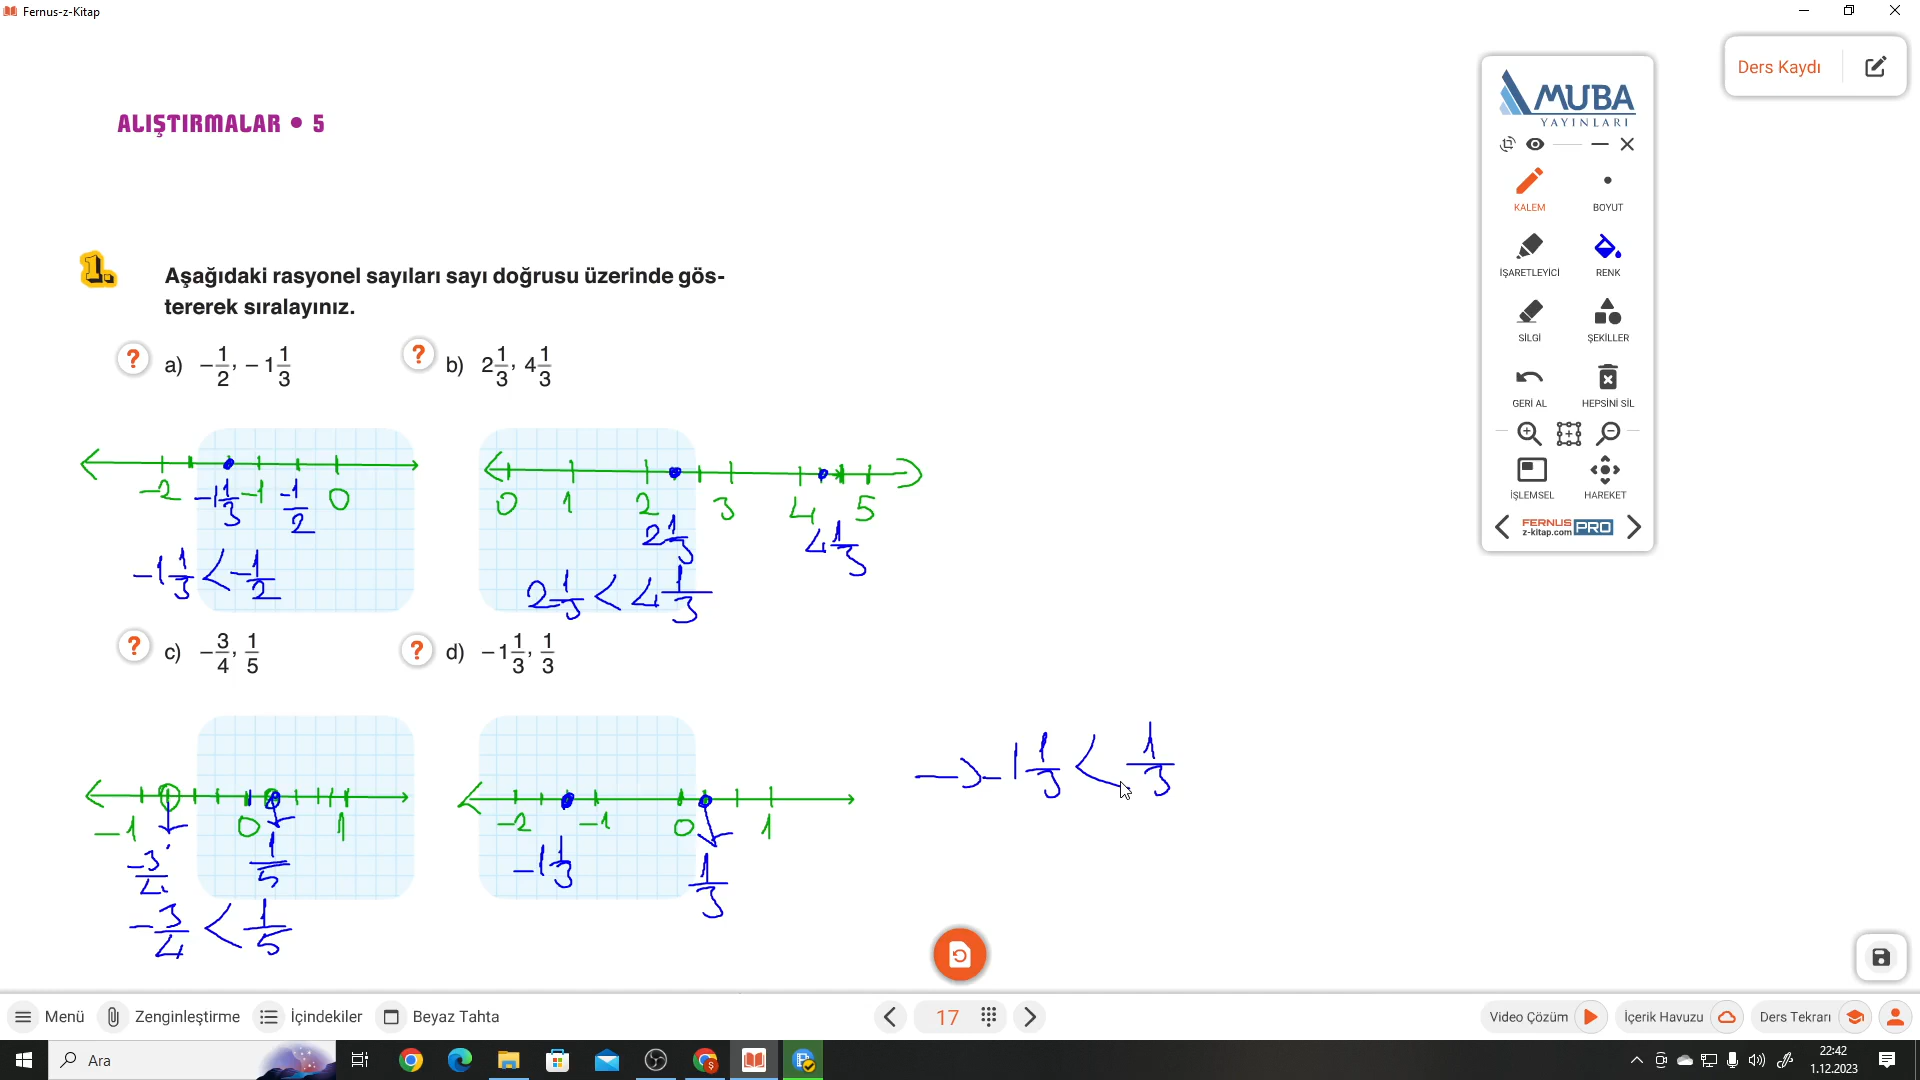 Fernus-z-Kitap
Ders Kaydı
ALIŞTIRMALAR • 5
1.
Aşağıdaki rasyonel sayıları sayı doğrusu üzerinde gös-
tererek sıralayınız.
? a) -1/2, -1 1/3
? b) 2 1/3, 4 1/3
-2 -1 1/3 -1 -1/2 0
-1 1/3 < -1/2
0 1 2 3 4 5
2 1/3 4 1/3
2 1/3 < 4 1/3
? c) -3/4, 1/5
? d) -1 1/3, 1/3
-1 0 1
-3/4 1/5
-3/4 < 1/5
-2 -1 0 1
-1 1/3 1/3
→ -1 1/3 < 1/3
MUBA
YAYINLARI
KALEM BOYUT
İŞARETLEYİCİ RENK
SİLGİ ŞEKİLLER
GERİ AL HEPSİNİ SİL
İŞLEMSEL HAREKET
FERNUS PRO
z-kitap.com
Menü Zenginleştirme İçindekiler Beyaz Tahta
17
Video Çözüm İçerik Havuzu Ders Tekrarı
Ara
22:42
1.12.2023